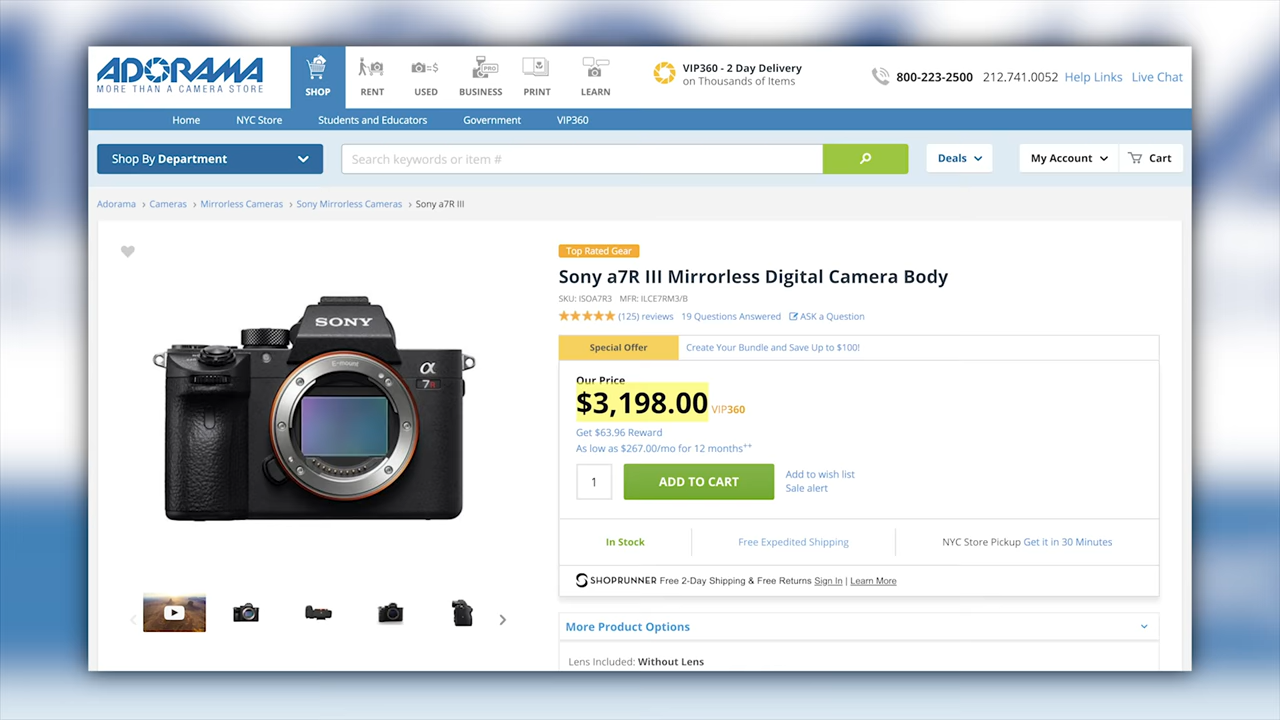 ADORAMA
MORE THAN A CAMERA STORE
SHOP
RENT
USED
BUSINESS
PRINT
LEARN
VIP360 - 2 Day Delivery
on Thousands of Items
800-223-2500 212.741.0052 Help Links Live Chat
Home NYC Store Students and Educators Government VIP360
Shop By Department
Search keywords or item #
Deals
My Account
Cart
Adorama › Cameras › Mirrorless Cameras › Sony Mirrorless Cameras › Sony a7R III
Top Rated Gear
Sony a7R III Mirrorless Digital Camera Body
SKU: ISOA7R3 MFR: ILCE7RM3/B
(125) reviews 19 Questions Answered ASK a Question
Special Offer Create Your Bundle and Save Up to $100!
Our Price
$3,198.00 VIP360
Get $63.96 Reward
As low as $267.00/mo for 12 months++
1
ADD TO CART
Add to wish list
Sale alert
In Stock
Free Expedited Shipping
NYC Store Pickup Get it in 30 Minutes
SHOPRUNNER Free 2-Day Shipping & Free Returns Sign In | Learn More
More Product Options
Lens Included: Without Lens
SONY
E-mount
α
7R
PRO